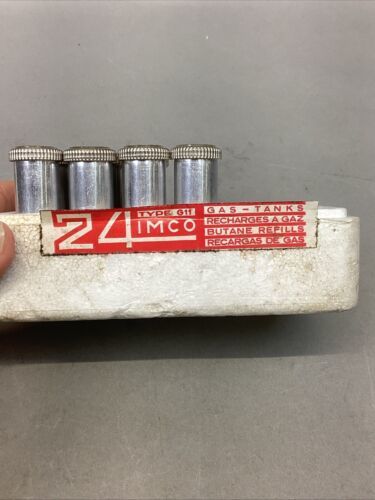 24
TYPE G11
IMCO
GAS-TANKS
RECHARGES A GAZ
BUTANE REFILLS
RECARGAS DE GAS